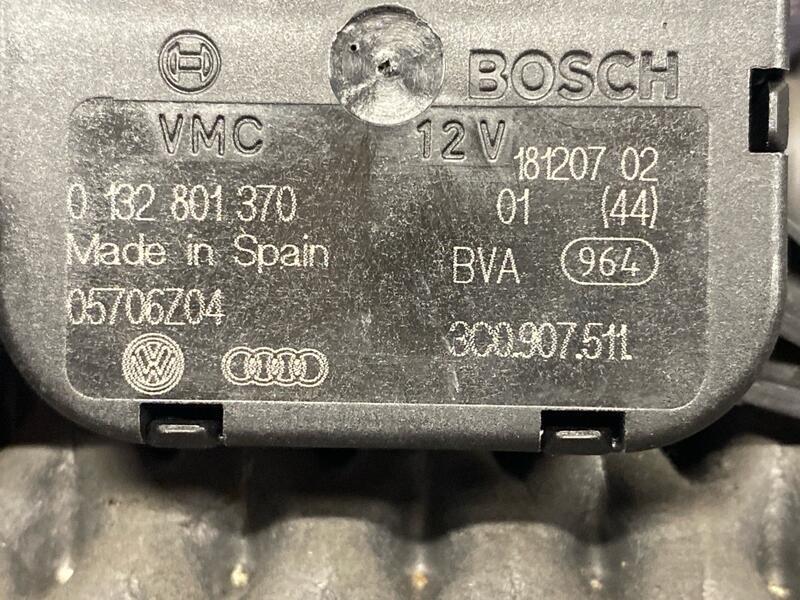 BOSCH
VMC 12V
181207 02
0 132 801 370 01 (44)
Made in Spain BVA 964
05706Z04
3C0.907.511.